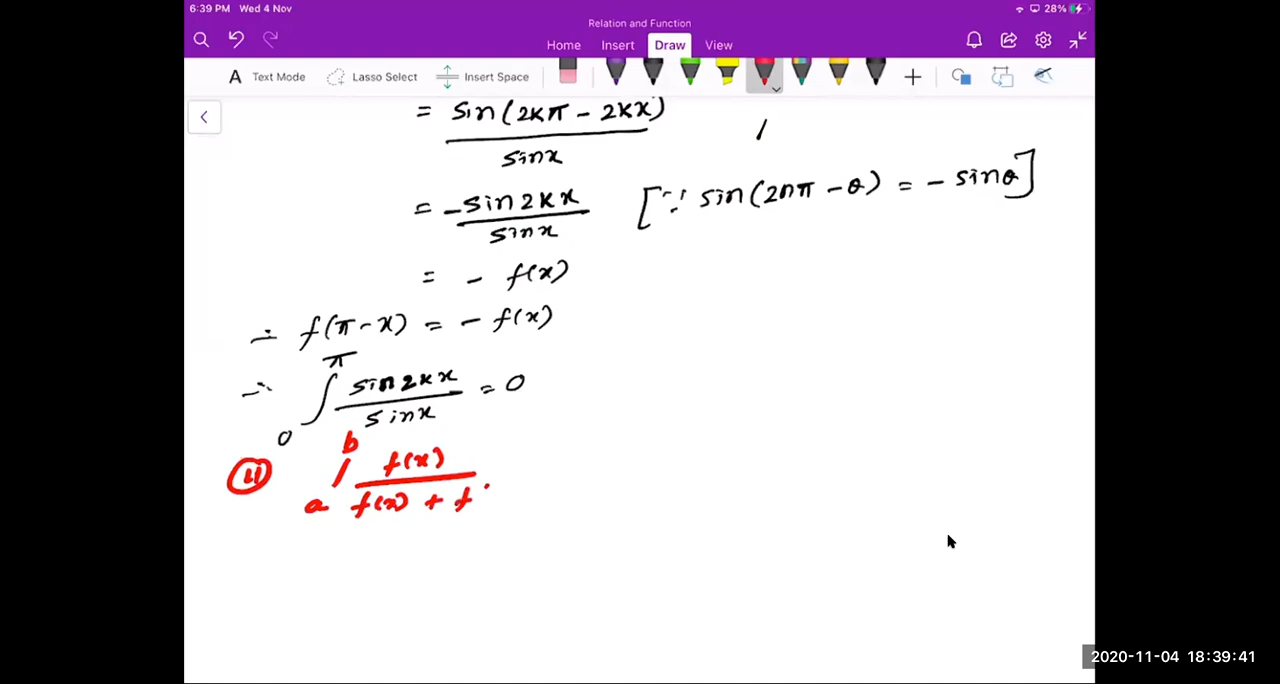 6:39 PM Wed 4 Nov
28%
Relation and Function
Home Insert Draw View
A Text Mode Lasso Select Insert Space
= sin(2kπ - 2kx)
sinx
= -sin2kx [∵ sin(2nπ - θ) = - sinθ]
sinx
= - f(x)
∴ f(π-x) = - f(x)
π
∴ ∫ sin2kx = 0
sinx
0
b
f(x)
a f(x) + f
2020-11-04 18:39:41